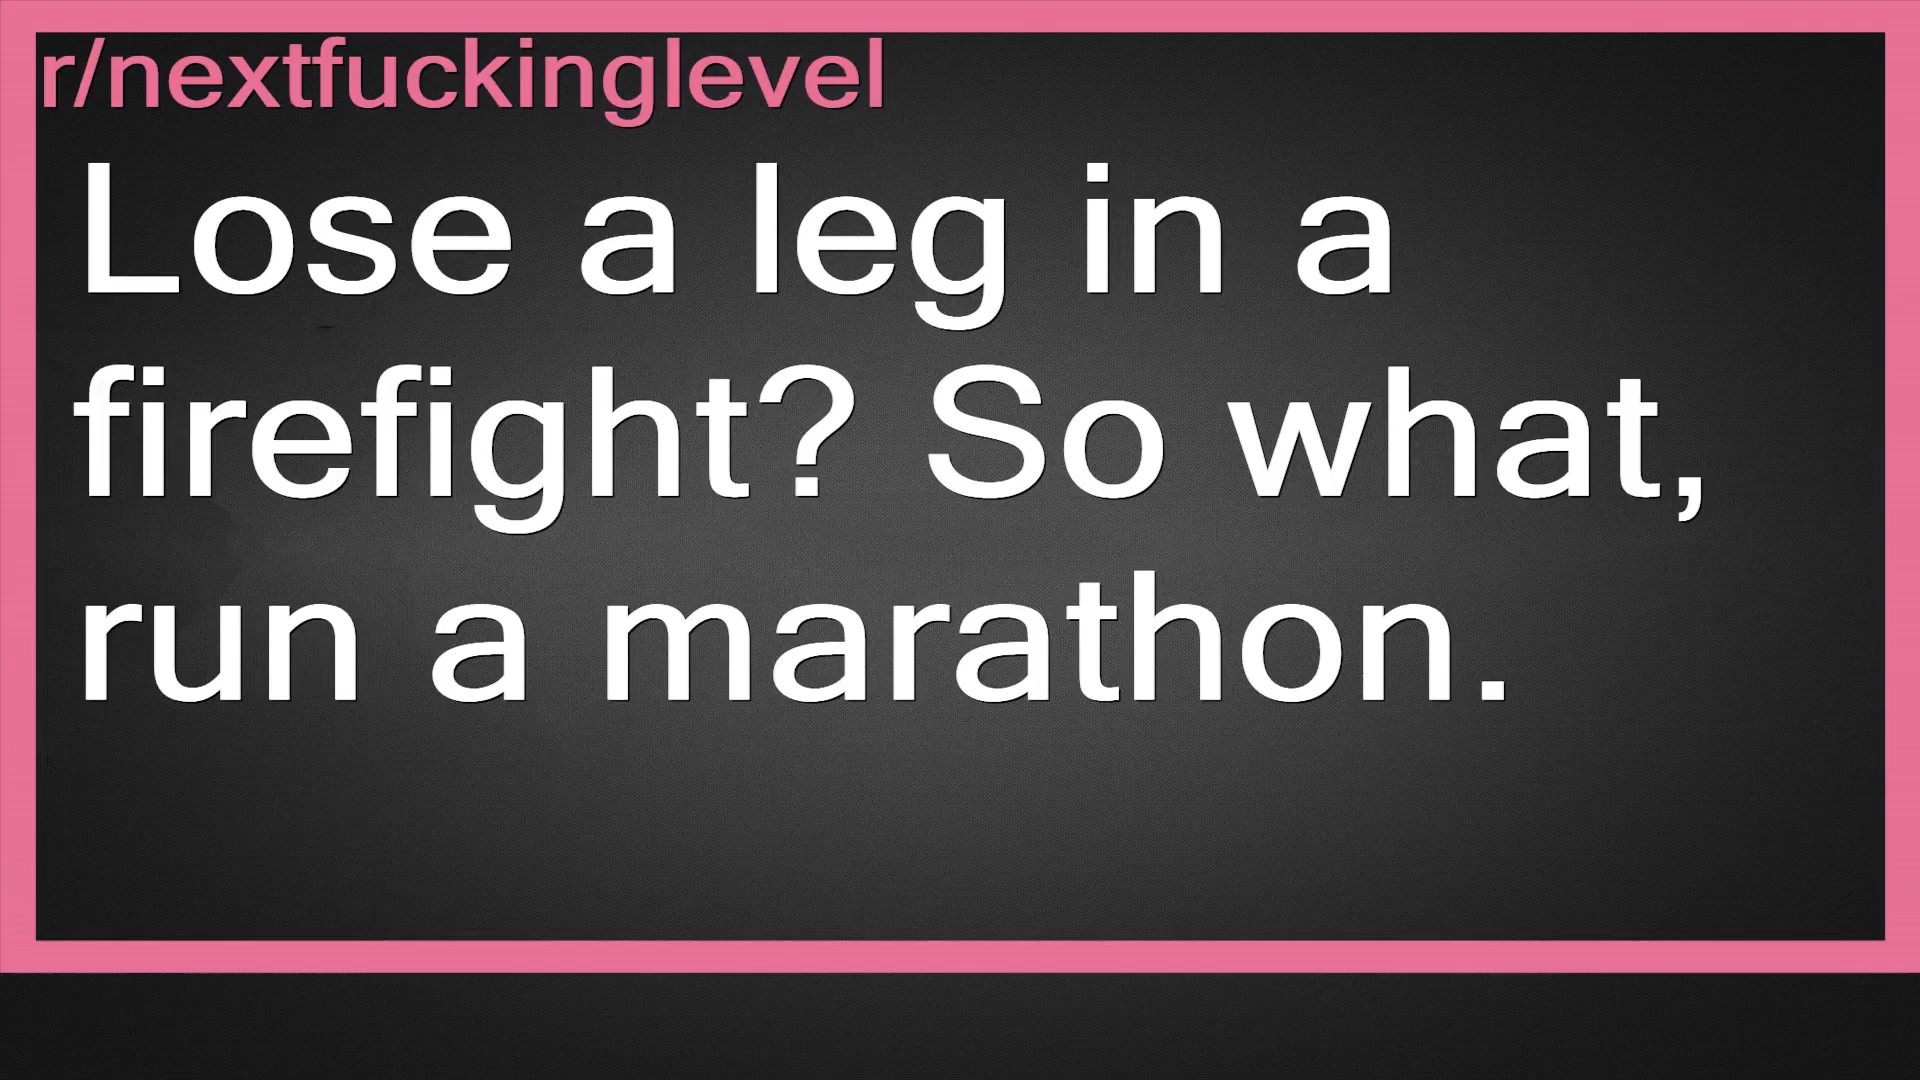 r/nextfuckinglevel
Lose a leg in a
firefight? So what,
run a marathon.